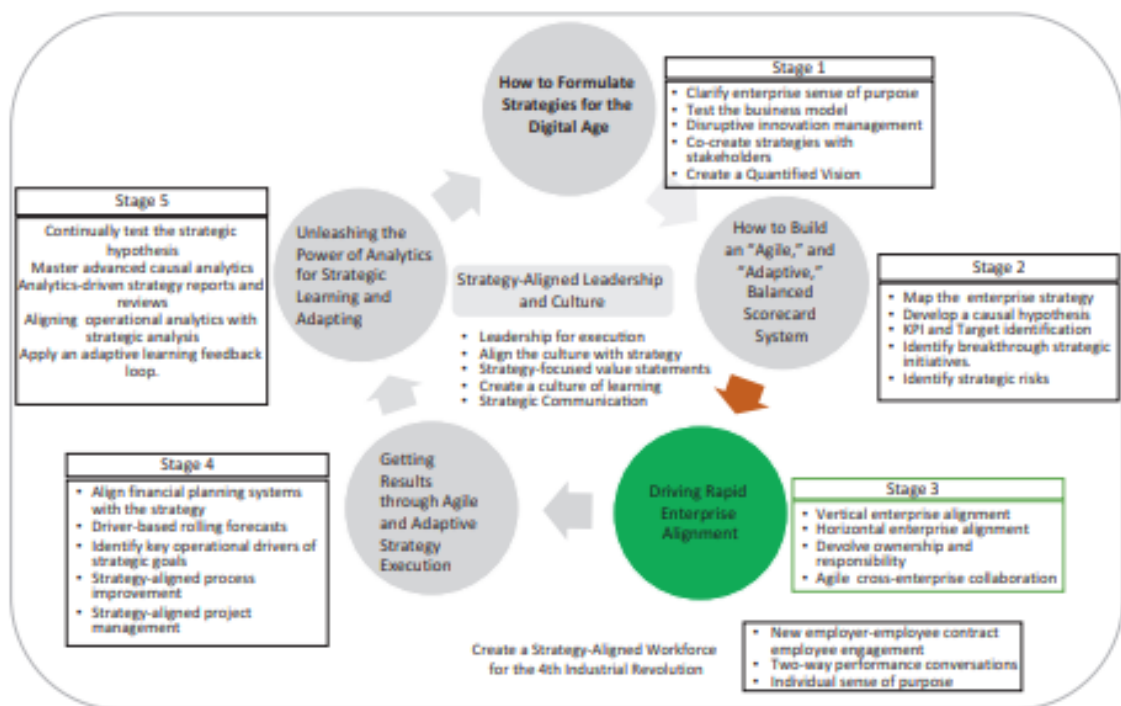 How to Formulate
Strategies for the
Digital Age
Stage 1
• Clarify enterprise sense of purpose
• Test the business model
• Disruptive innovation management
• Co-create strategies with
stakeholders
• Create a Quantified Vision
How to Build
an "Agile," and
"Adaptive,"
Balanced
Scorecard
System
Stage 2
• Map the enterprise strategy
• Develop a causal hypothesis
• KPI and Target identification
• Identify breakthrough strategic
initiatives.
• Identify strategic risks
Driving Rapid
Enterprise
Alignment
Stage 3
• Vertical enterprise alignment
• Horizontal enterprise alignment
• Devolve ownership and
responsibility
• Agile cross-enterprise collaboration
Getting
Results
through Agile
and Adaptive
Strategy
Execution
Stage 4
• Align financial planning systems
with the strategy
• Driver-based rolling forecasts
• Identify key operational drivers of
strategic goals
• Strategy-aligned process
improvement
• Strategy-aligned project
management
Unleashing the
Power of Analytics
for Strategic
Learning and
Adapting
Stage 5
Continually test the strategic
hypothesis
Master advanced causal analytics
Analytics-driven strategy reports and
reviews
Aligning operational analytics with
strategic analysis
Apply an adaptive learning feedback
loop.
Strategy-Aligned Leadership
and Culture
• Leadership for execution
• Align the culture with strategy
• Strategy-focused value statements
• Create a culture of learning
• Strategic Communication
Create a Strategy-Aligned Workforce
for the 4th Industrial Revolution
• New employer-employee contract
employee engagement
• Two-way performance conversations
• Individual sense of purpose